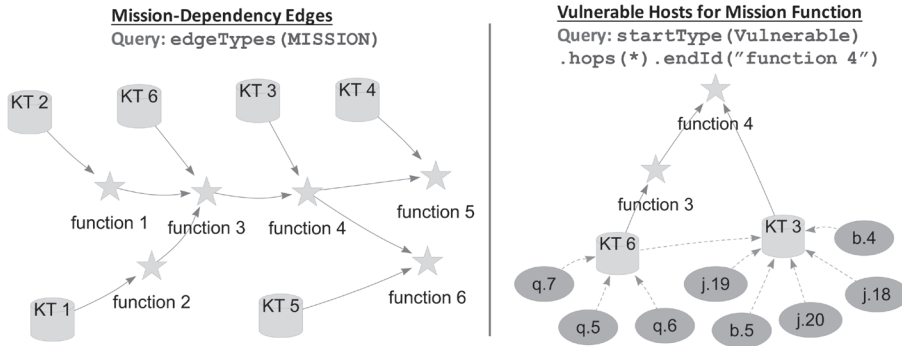 Mission-Dependency Edges
Query: edgeTypes(MISSION)
KT 2
KT 6
KT 3
KT 4
function 1
function 3
function 4
function 5
KT 1
function 2
KT 5
function 6
Vulnerable Hosts for Mission Function
Query: startType(Vulnerable)
.hops(*).endId(”function 4”)
function 4
function 3
KT 6
KT 3
b.4
q.7
j.19
j.18
q.5
q.6
b.5
j.20